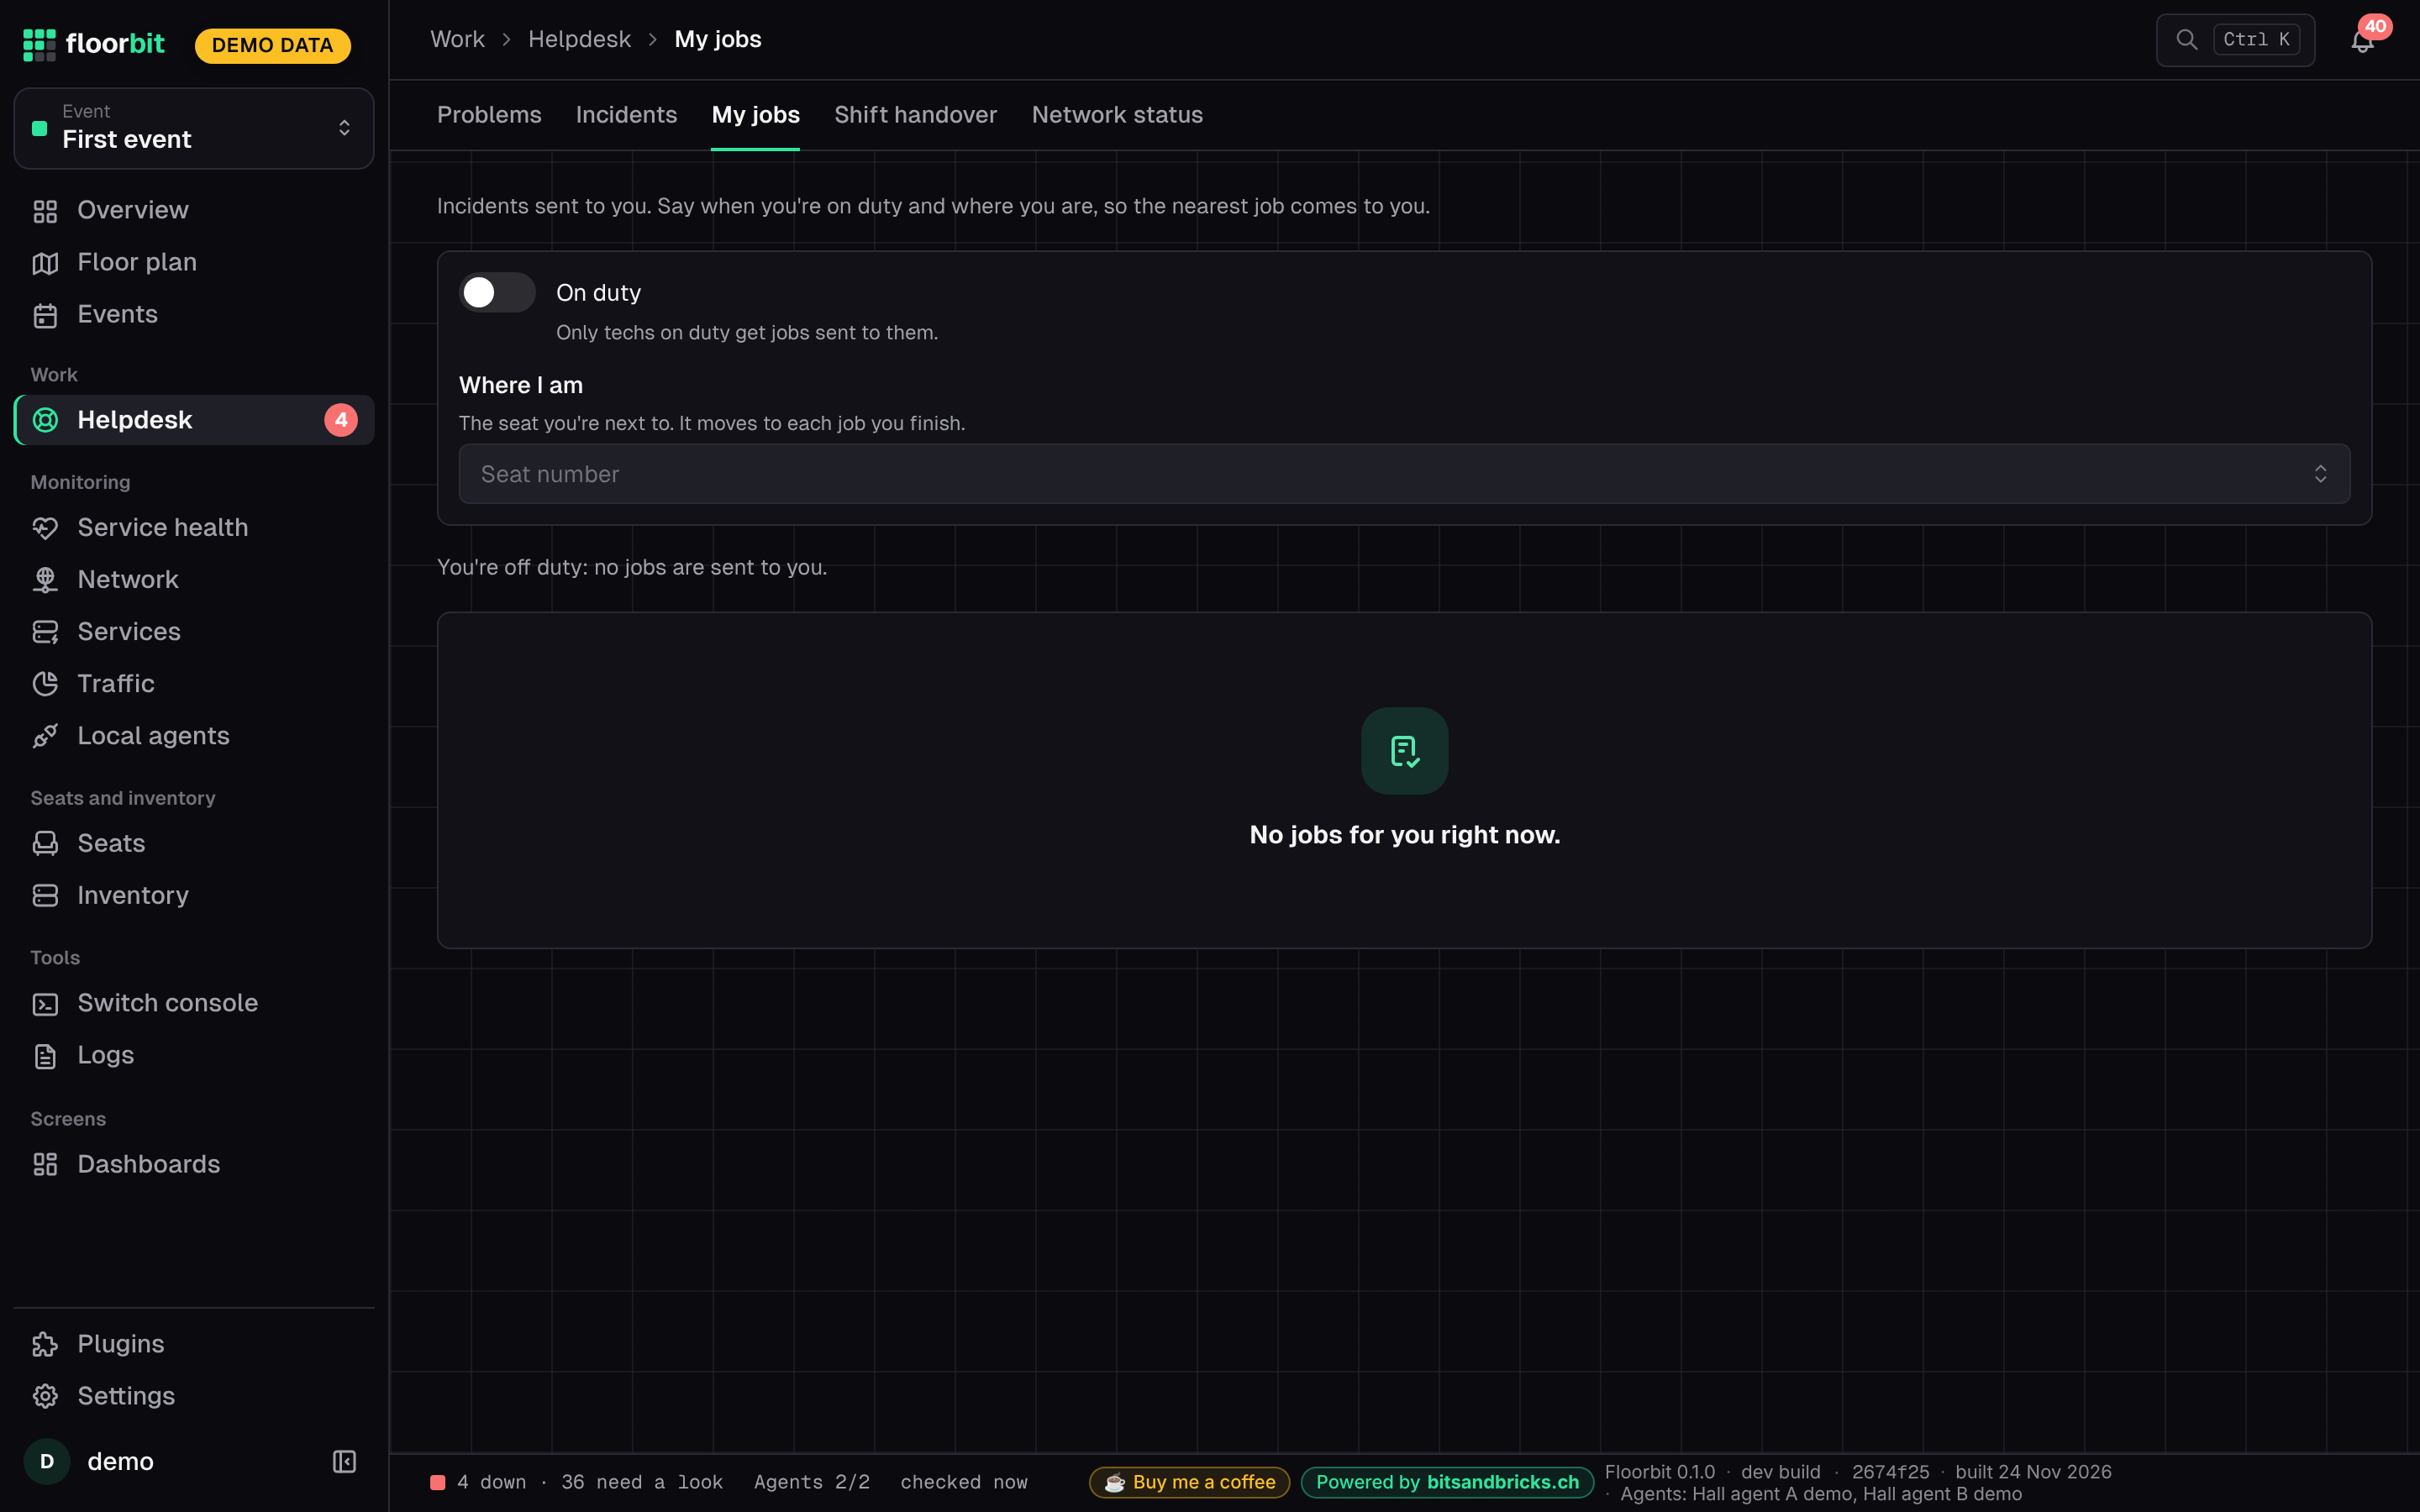 floorbit
DEMO DATA
Event
First event
Overview
Floor plan
Events
Work
Helpdesk 4
Monitoring
Service health
Network
Services
Traffic
Local agents
Seats and inventory
Seats
Inventory
Tools
Switch console
Logs
Screens
Dashboards
Plugins
Settings
D demo
Work > Helpdesk > My jobs
Ctrl K
40
Problems Incidents My jobs Shift handover Network status
Incidents sent to you. Say when you're on duty and where you are, so the nearest job comes to you.
On duty
Only techs on duty get jobs sent to them.
Where I am
The seat you're next to. It moves to each job you finish.
Seat number
You're off duty: no jobs are sent to you.
No jobs for you right now.
4 down · 36 need a look Agents 2/2 checked now
☕ Buy me a coffee
Powered by bitsandbricks.ch
Floorbit 0.1.0 · dev build · 2674f25 · built 24 Nov 2026
· Agents: Hall agent A demo, Hall agent B demo